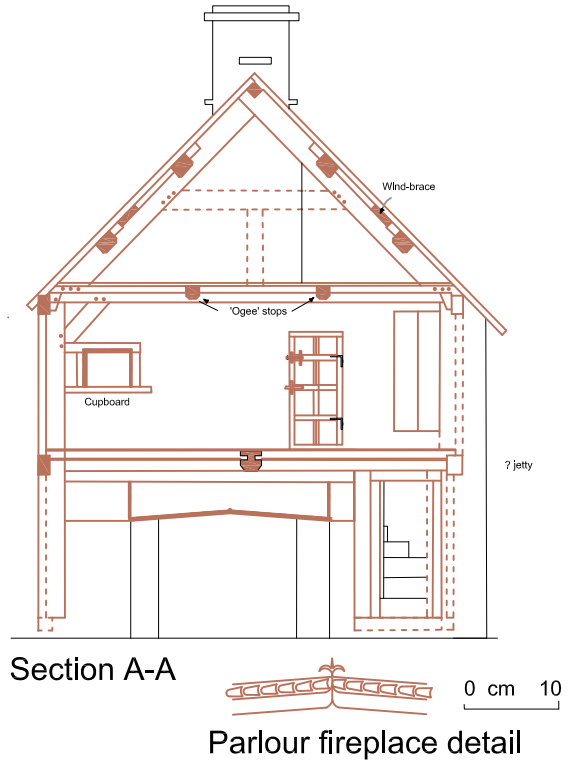 WInd-brace
'Ogee' stops
Cupboard
? jetty
Section A-A
0 cm 10
Parlour fireplace detail